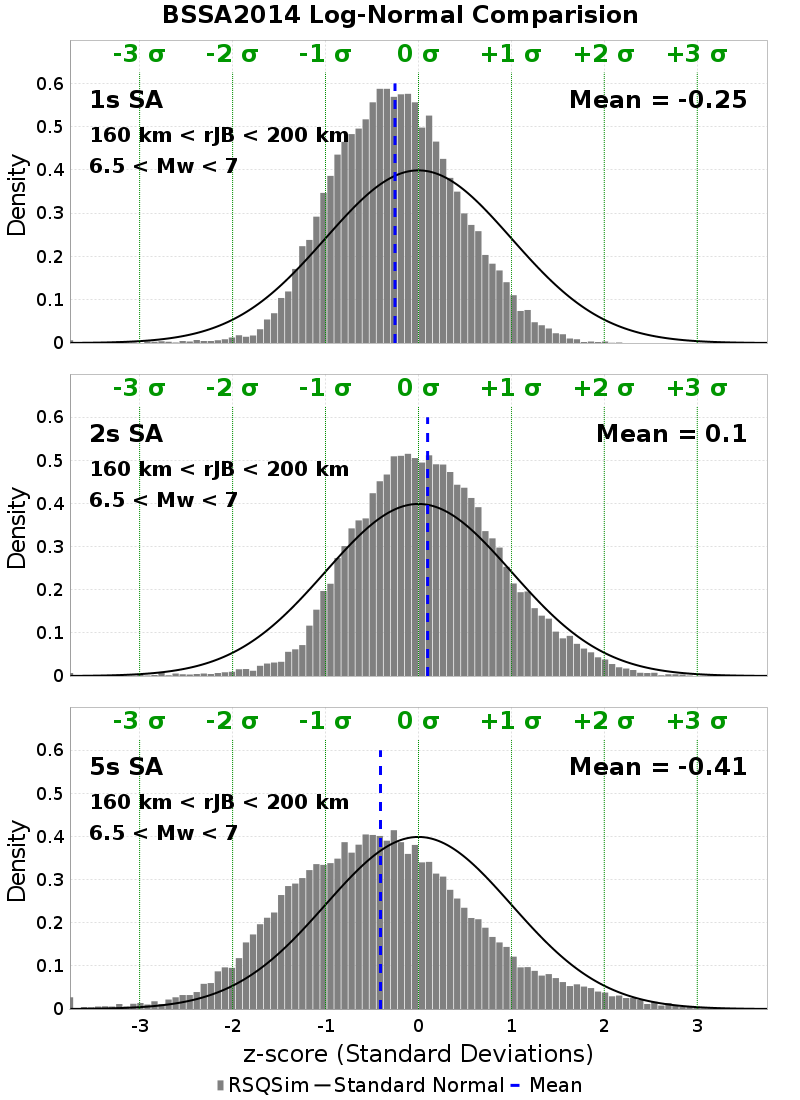 BSSA2014 Log-Normal Comparision
-3 σ -2 σ -1 σ 0 σ +1 σ +2 σ +3 σ
1s SA Mean = -0.25
160 km < rJB < 200 km
6.5 < Mw < 7
Density
0.6
0.5
0.4
0.3
0.2
0.1
0
-3 σ -2 σ -1 σ 0 σ +1 σ +2 σ +3 σ
2s SA Mean = 0.1
160 km < rJB < 200 km
6.5 < Mw < 7
Density
0.6
0.5
0.4
0.3
0.2
0.1
0
-3 σ -2 σ -1 σ 0 σ +1 σ +2 σ +3 σ
5s SA Mean = -0.41
160 km < rJB < 200 km
6.5 < Mw < 7
Density
0.6
0.5
0.4
0.3
0.2
0.1
0
-3 -2 -1 0 1 2 3
z-score (Standard Deviations)
RSQSim Standard Normal Mean